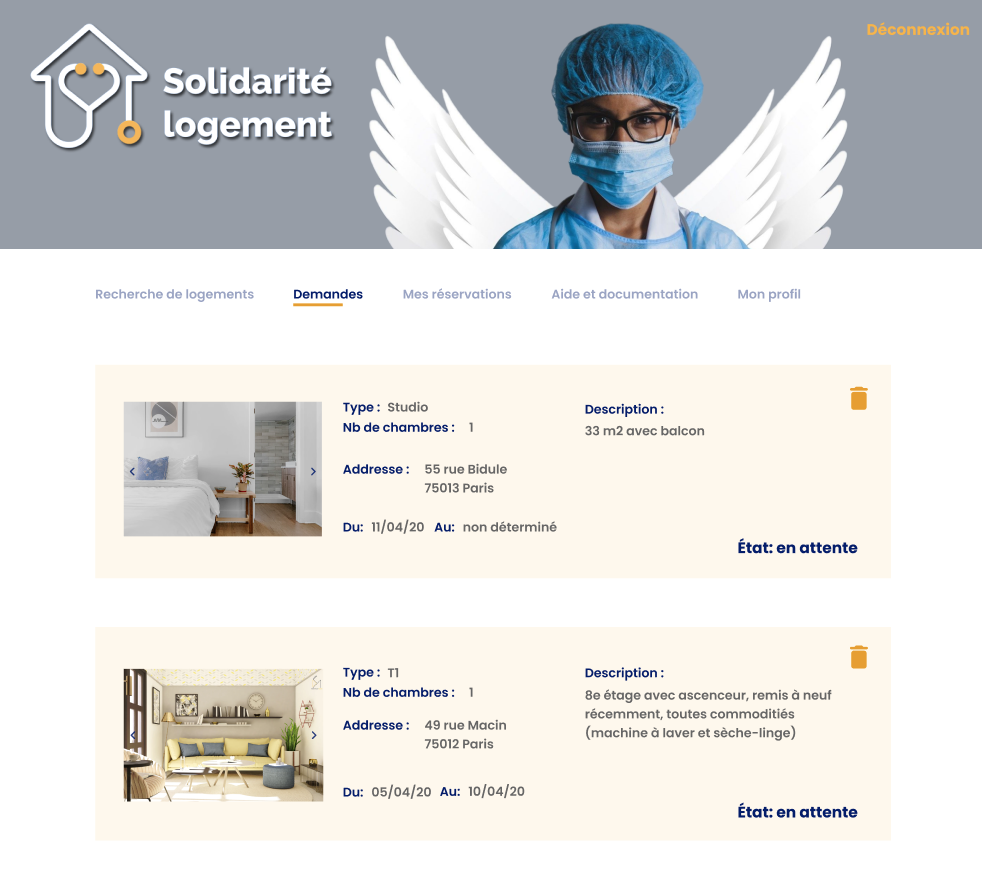 Déconnexion
Solidarité
logement
Recherche de logements
Demandes
Mes réservations
Aide et documentation
Mon profil
Type : Studio
Nb de chambres : 1
Addresse : 55 rue Bidule
75013 Paris
Du: 11/04/20 Au: non déterminé
Description :
33 m2 avec balcon
État: en attente
Type : T1
Nb de chambres : 1
Addresse : 49 rue Macin
75012 Paris
Du: 05/04/20 Au: 10/04/20
Description :
8e étage avec ascenceur, remis à neuf
récemment, toutes commoditiés
(machine à laver et sèche-linge)
État: en attente